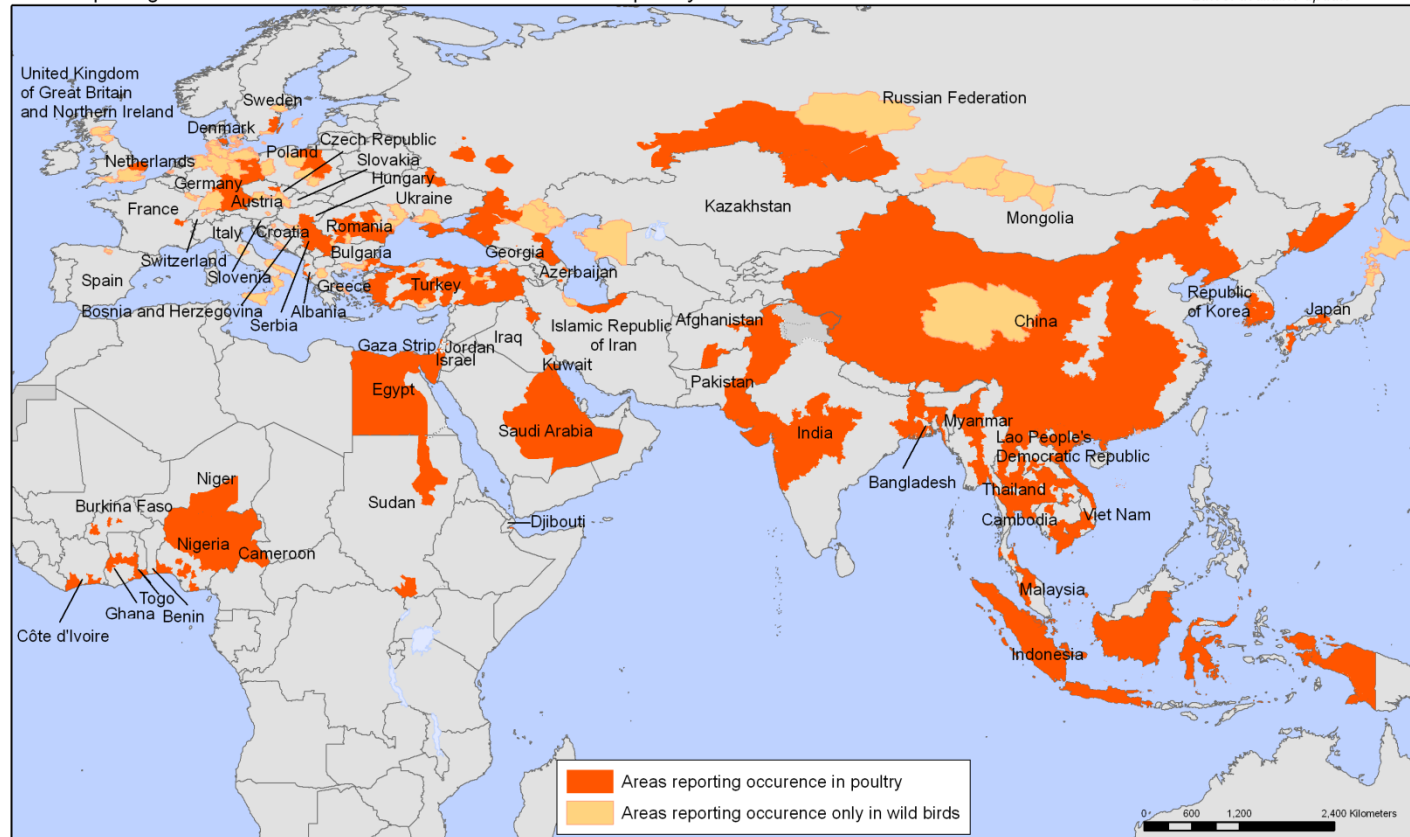 United Kingdom
of Great Britain
and Northern Ireland
Sweden
Denmark
Russian Federation
Czech Republic
Netherlands
Poland
Slovakia
Hungary
Germany
Austria
Ukraine
France
Kazakhstan
Mongolia
Italy
Croatia
Romania
Switzerland
Bulgaria
Georgia
Spain
Slovenia
Azerbaijan
Greece
Turkey
Bosnia and Herzegovina
Albania
Serbia
Republic
of Korea
Japan
China
Islamic Republic
of Iran
Afghanistan
Iraq
Gaza Strip
Jordan
Israel
Kuwait
Pakistan
Egypt
Saudi Arabia
India
Myanmar
Lao People's
Democratic Republic
Bangladesh
Thailand
Cambodia
Viet Nam
Niger
Burkina Faso
Sudan
Djibouti
Nigeria
Cameroon
Togo
Ghana
Benin
Côte d'Ivoire
Malaysia
Indonesia
Areas reporting occurence in poultry
Areas reporting occurence only in wild birds
0 600 1,200 2,400 Kilometers